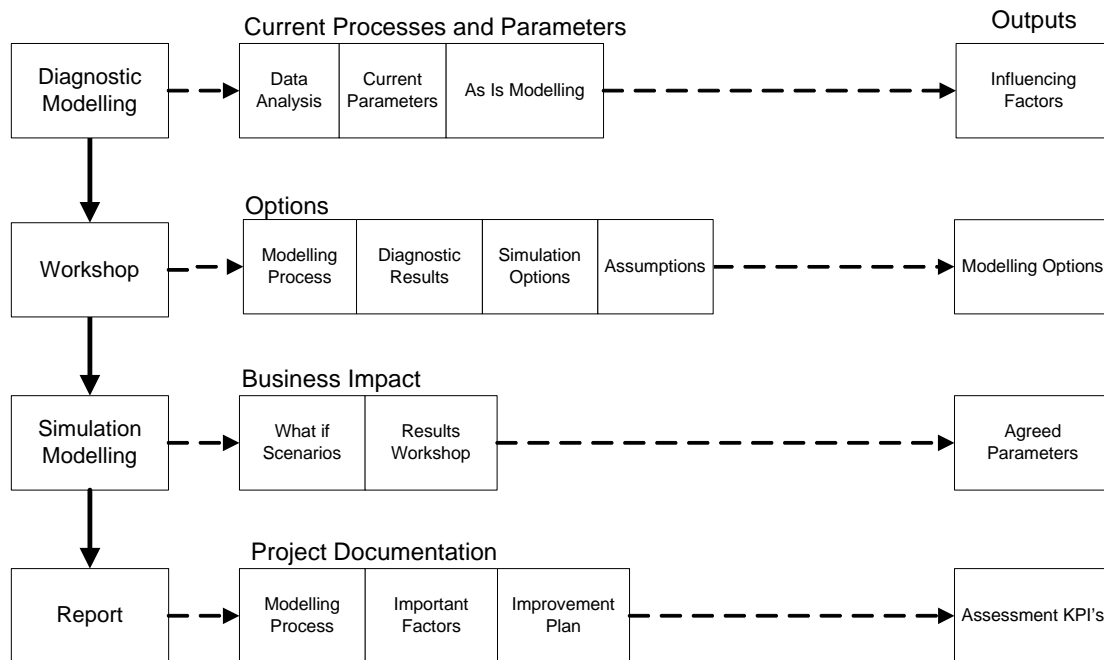 Current Processes and Parameters
Outputs
Diagnostic
Modelling
Data
Analysis
Current
Parameters
As Is Modelling
Influencing
Factors
Options
Workshop
Modelling
Process
Diagnostic
Results
Simulation
Options
Assumptions
Modelling Options
Business Impact
Simulation
Modelling
What if
Scenarios
Results
Workshop
Agreed
Parameters
Project Documentation
Report
Modelling
Process
Important
Factors
Improvement
Plan
Assessment KPI's